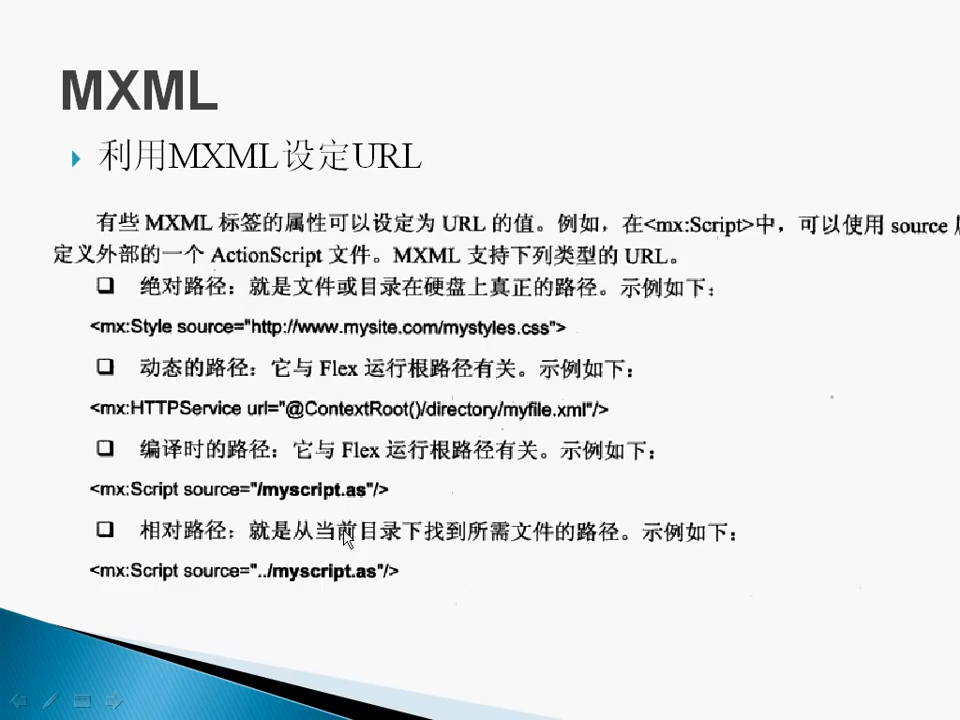 MXML
利用MXML设定URL
有些 MXML 标签的属性可以设定为 URL 的值。例如，在<mx:Script>中，可以使用 source
定义外部的一个 ActionScript 文件。MXML 支持下列类型的 URL。
❑ 绝对路径：就是文件或目录在硬盘上真正的路径。示例如下：
<mx:Style source="http://www.mysite.com/mystyles.css">
❑ 动态的路径：它与 Flex 运行根路径有关。示例如下：
<mx:HTTPService url="@ContextRoot()/directory/myfile.xml"/>
❑ 编译时的路径：它与 Flex 运行根路径有关。示例如下：
<mx:Script source="/myscript.as"/>
❑ 相对路径：就是从当前目录下找到所需文件的路径。示例如下：
<mx:Script source="../myscript.as"/>